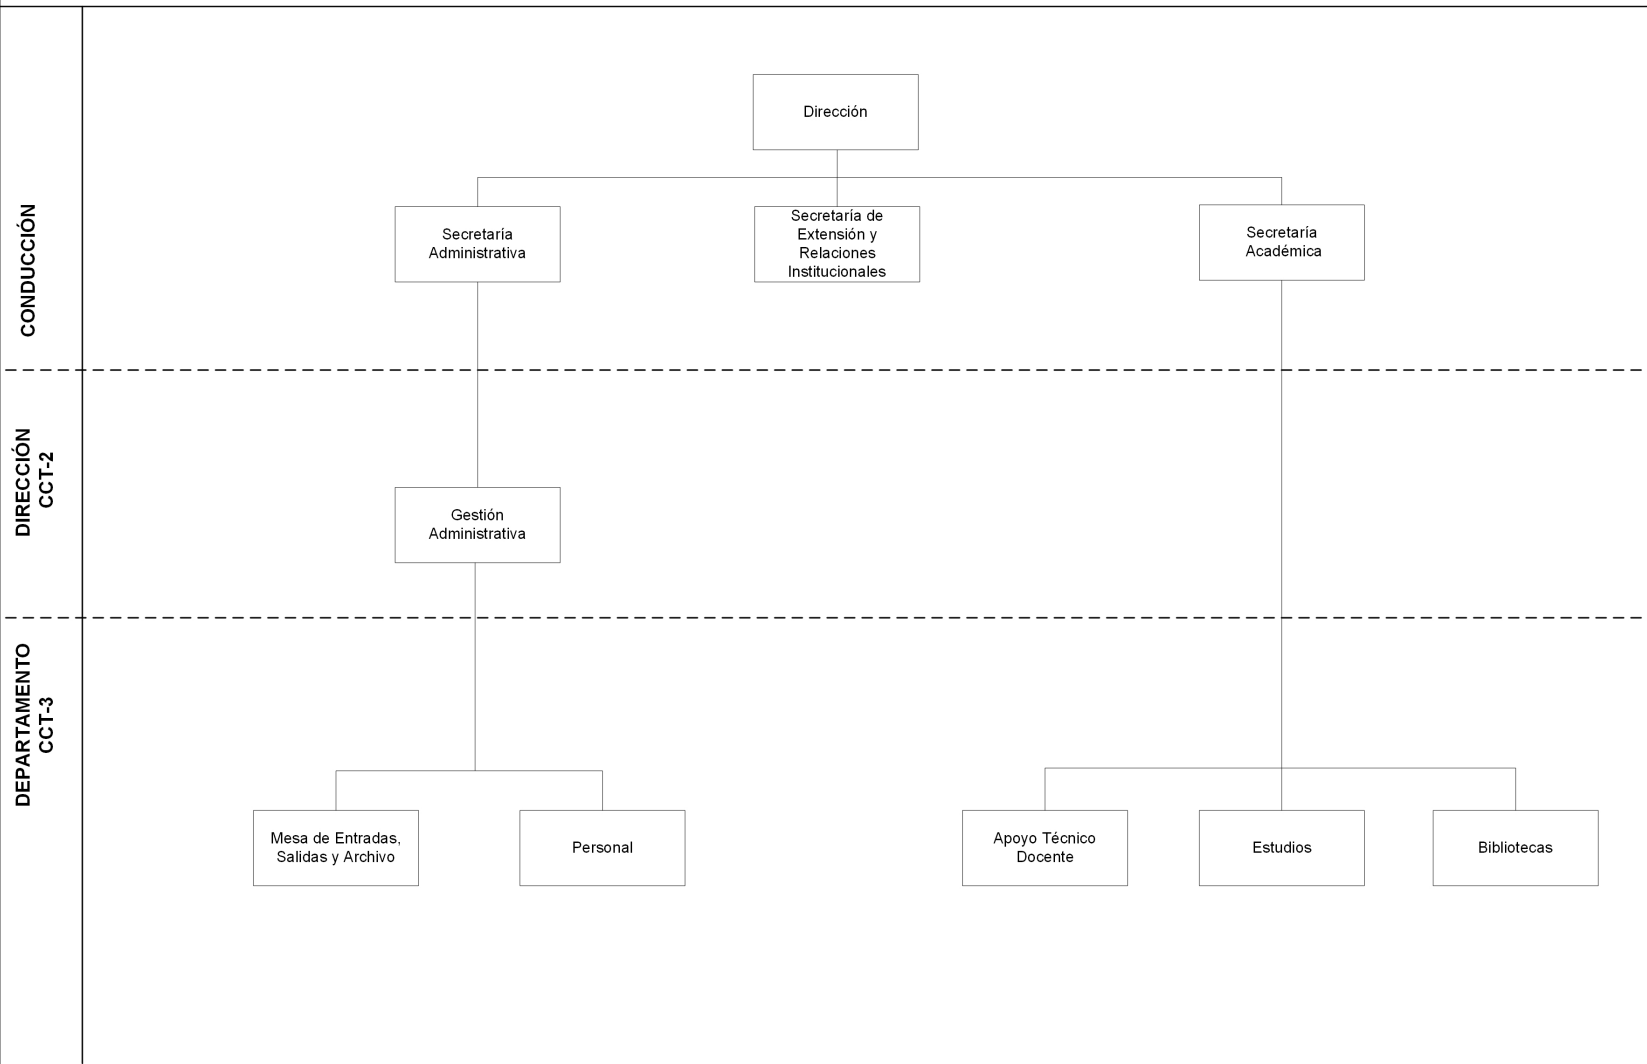 Dirección
CONDUCCIÓN
Secretaría
Administrativa
Secretaría de
Extensión y
Relaciones
Institucionales
Secretaría
Académica
DIRECCIÓN
CCT-2
Gestión
Administrativa
DEPARTAMENTO
CCT-3
Mesa de Entradas,
Salidas y Archivo
Personal
Apoyo Técnico
Docente
Estudios
Bibliotecas